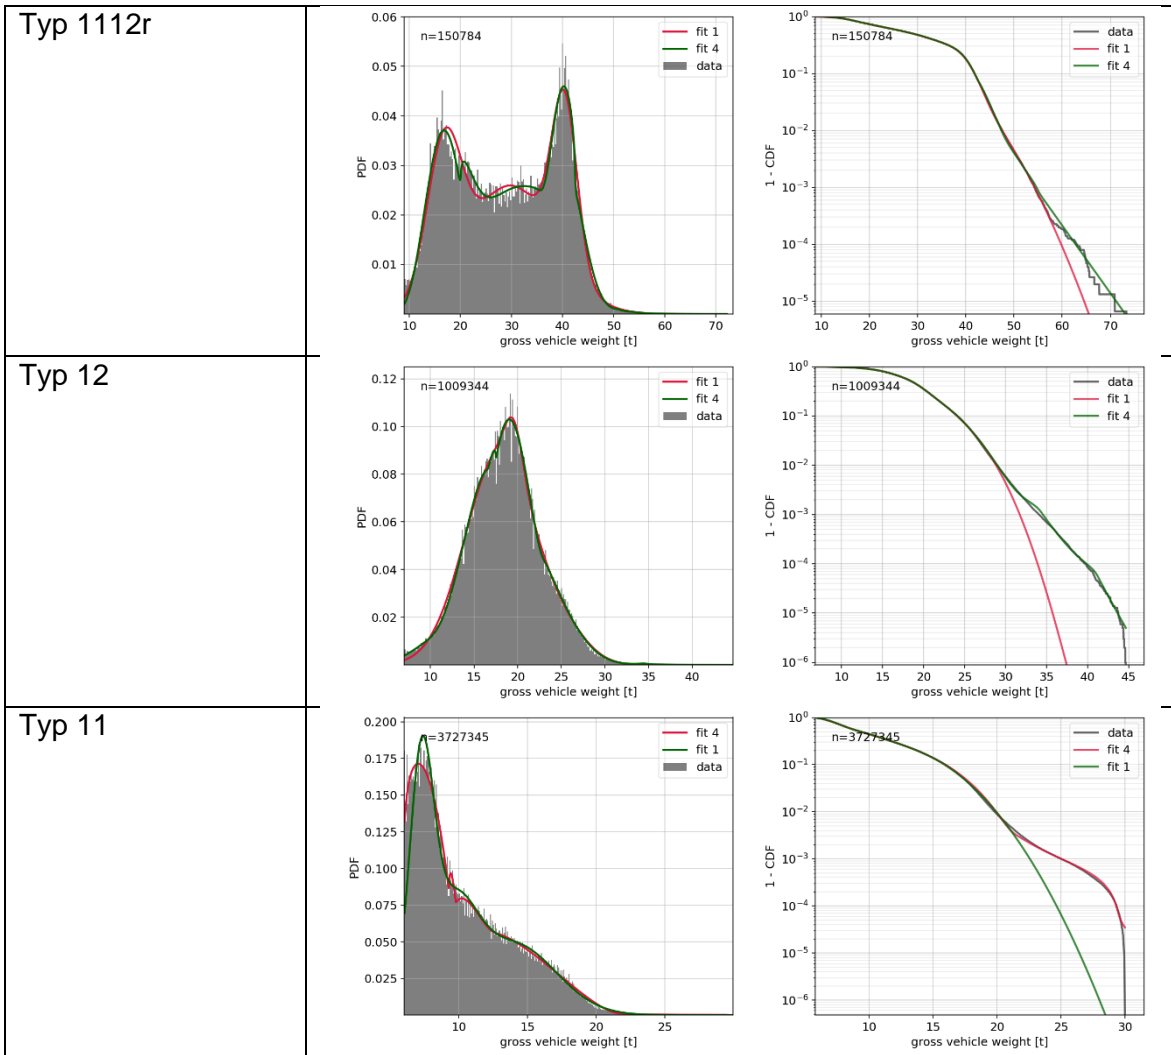 Typ 1112r
0.06
0.05
0.04
0.03
0.02
0.01
PDF
n=150784
fit 1
fit 4
data
10 20 30 40 50 60 70
gross vehicle weight [t]
10⁰
10⁻¹
10⁻²
10⁻³
10⁻⁴
10⁻⁵
1 - CDF
n=150784
data
fit 1
fit 4
10 20 30 40 50 60 70
gross vehicle weight [t]
Typ 12
0.12
0.10
0.08
0.06
0.04
0.02
PDF
n=1009344
fit 1
fit 4
data
10 15 20 25 30 35 40
gross vehicle weight [t]
10⁰
10⁻¹
10⁻²
10⁻³
10⁻⁴
10⁻⁵
10⁻⁶
1 - CDF
n=1009344
data
fit 1
fit 4
10 15 20 25 30 35 40 45
gross vehicle weight [t]
Typ 11
0.200
0.175
0.150
0.125
0.100
0.075
0.050
0.025
PDF
n=3727345
fit 4
fit 1
data
10 15 20 25
gross vehicle weight [t]
10⁰
10⁻¹
10⁻²
10⁻³
10⁻⁴
10⁻⁵
10⁻⁶
1 - CDF
n=3727345
data
fit 4
fit 1
10 15 20 25 30
gross vehicle weight [t]